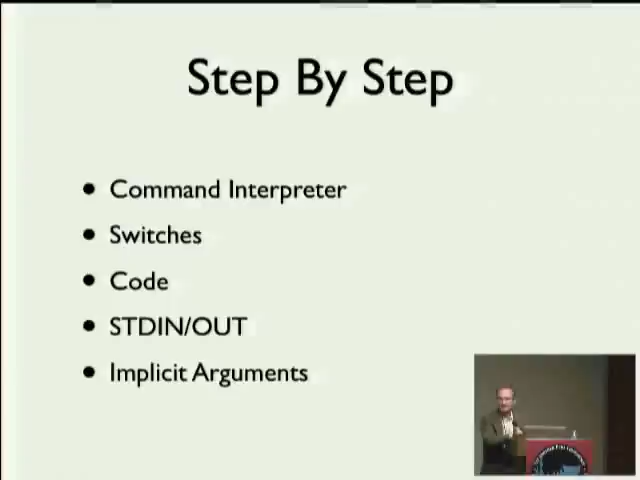 Step By Step
• Command Interpreter
• Switches
• Code
• STDIN/OUT
• Implicit Arguments